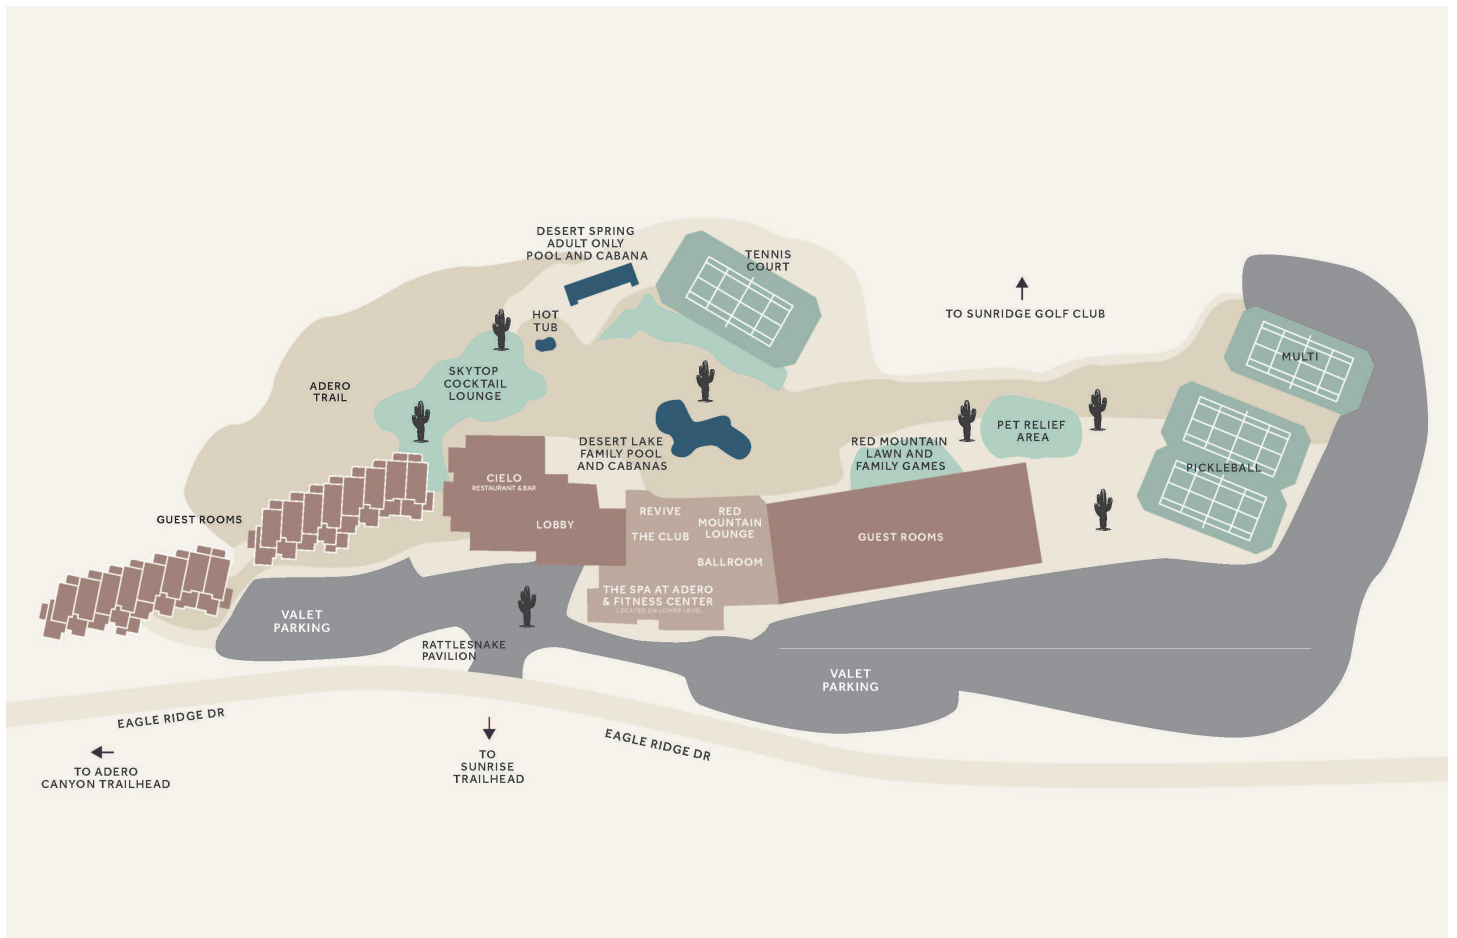 DESERT SPRING
ADULT ONLY
POOL AND CABANA
TENNIS
COURT
HOT
TUB
TO SUNRIDGE GOLF CLUB
MULTI
SKYTOP
COCKTAIL
LOUNGE
ADERO
TRAIL
PET RELIEF
AREA
DESERT LAKE
FAMILY POOL
AND CABANAS
RED MOUNTAIN
LAWN AND
FAMILY GAMES
PICKLEBALL
CIELO
RESTAURANT & BAR
LOBBY
GUEST ROOMS
REVIVE
RED
MOUNTAIN
LOUNGE
THE CLUB
BALLROOM
GUEST ROOMS
THE SPA AT ADERO
& FITNESS CENTER
LOCATED ON LOWER LEVEL
VALET
PARKING
RATTLESNAKE
PAVILION
VALET
PARKING
EAGLE RIDGE DR
EAGLE RIDGE DR
TO ADERO
CANYON TRAILHEAD
TO
SUNRISE
TRAILHEAD